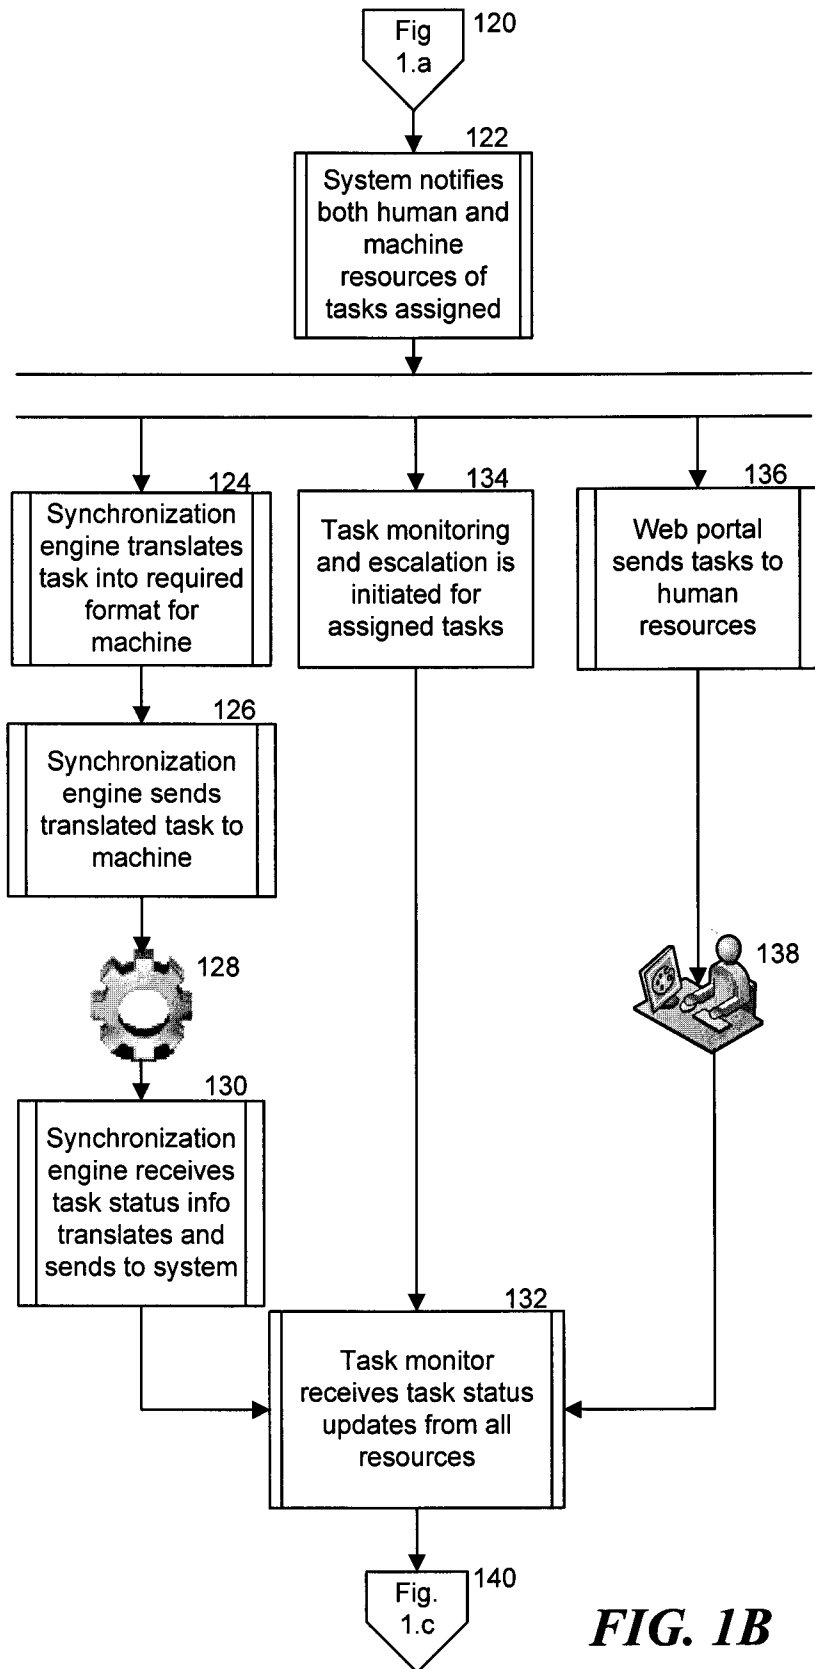 Fig
1.a
120
122
System notifies
both human and
machine
resources of
tasks assigned
124
Synchronization
engine translates
task into required
format for
machine
134
Task monitoring
and escalation is
initiated for
assigned tasks
136
Web portal
sends tasks to
human
resources
126
Synchronization
engine sends
translated task to
machine
128
138
130
Synchronization
engine receives
task status info
translates and
sends to system
132
Task monitor
receives task status
updates from all
resources
Fig.
1.c
140
FIG. 1B